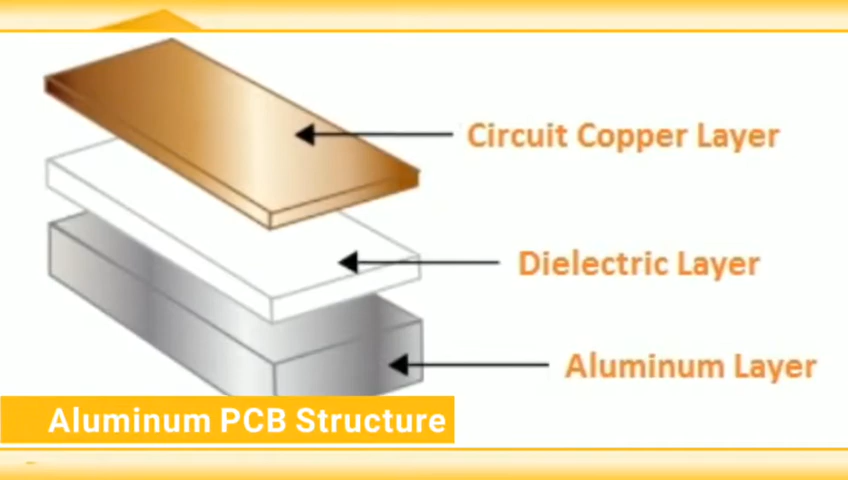 Circuit Copper Layer
Dielectric Layer
Aluminum Layer
Aluminum PCB Structure